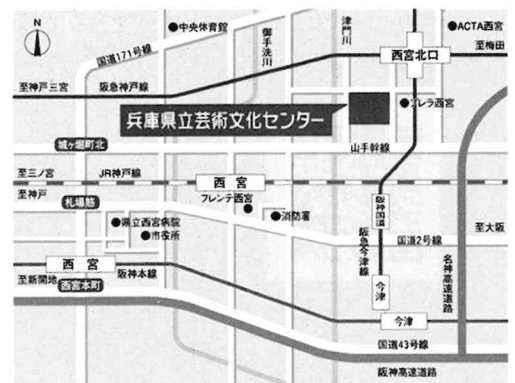 N
●中央体育館
御手洗川
津門川
●ACTA西宮
国道171号線
西宮北口
至梅田
至神戸三宮
阪急神戸線
●プレラ西宮
兵庫県立芸術文化センター
城ヶ堀町北
山手幹線
至三ノ宮
JR神戸線
西宮
至神戸
フレンテ西宮
●
札場筋
阪神国道
●県立西宮病院
●消防署
●市役所
至大阪
国道2号線
阪急今津線
名神高速道路
西宮
至新開地
阪神本線
西宮本町
今津
今津
国道43号線
阪神高速道路